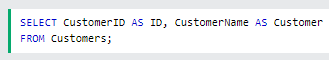 SELECT CustomerID AS ID, CustomerName AS Customer
FROM Customers;